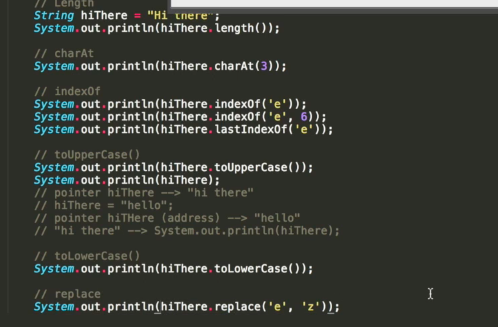 // Length
String hiThere = "Hi there";
System.out.println(hiThere.length());
// charAt
System.out.println(hiThere.charAt(3));
// indexOf
System.out.println(hiThere.indexOf('e'));
System.out.println(hiThere.indexOf('e', 6));
System.out.println(hiThere.lastIndexOf('e'));
// toUpperCase()
System.out.println(hiThere.toUpperCase());
System.out.println(hiThere);
// pointer hiThere --> "hi there"
// hiThere = "hello";
// pointer hiThere (address) --> "hello"
// "hi there" --> System.out.println(hiThere);
// toLowerCase()
System.out.println(hiThere.toLowerCase());
// replace
System.out.println(hiThere.replace('e', 'z'));